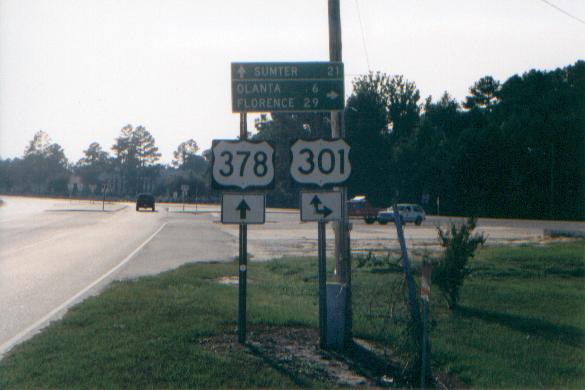 SUMTER 21
OLANTA 6
FLORENCE 29
378 301